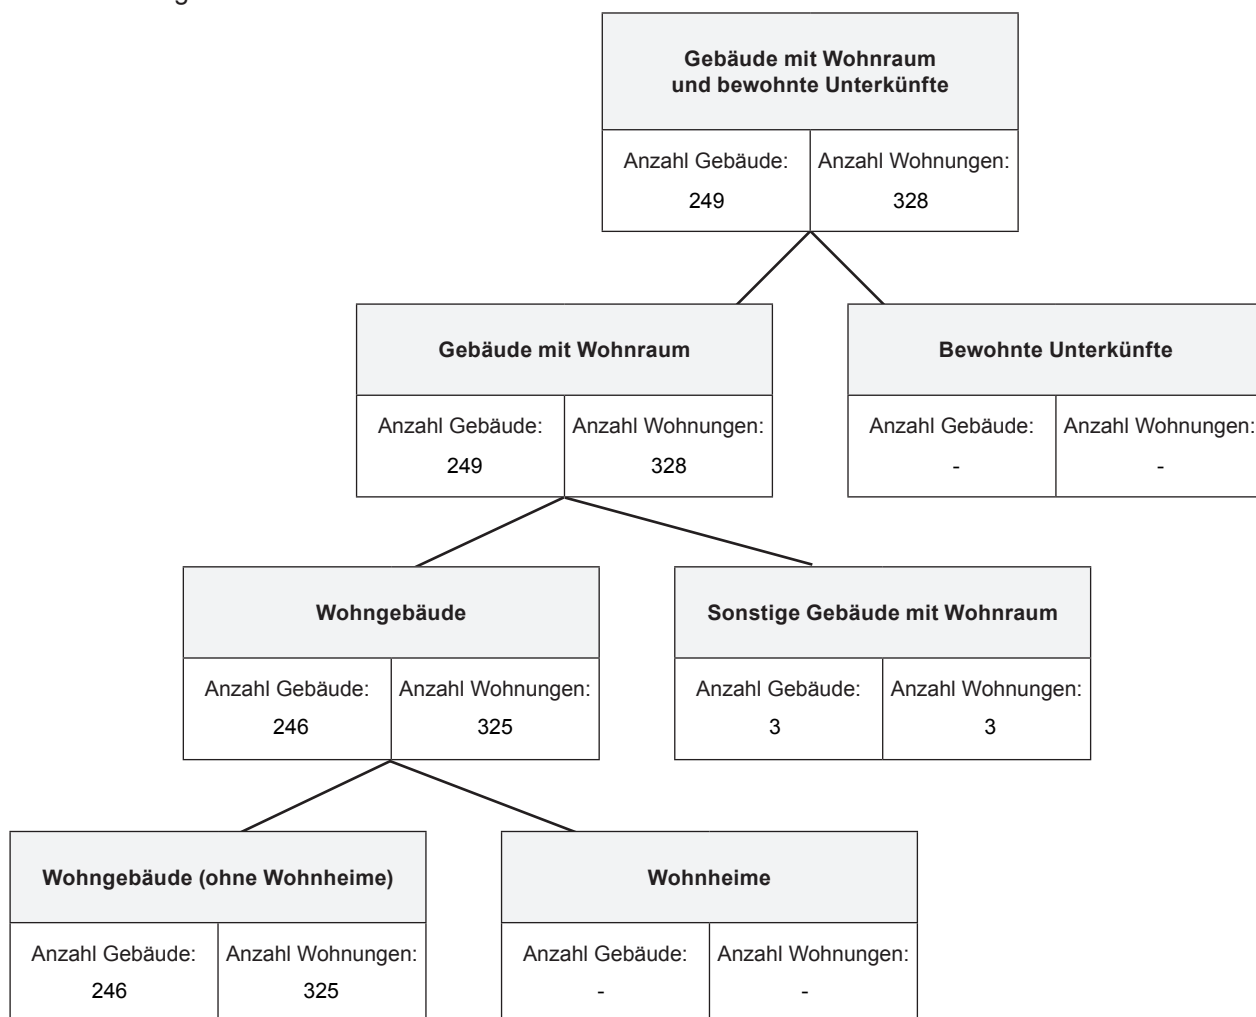 Gebäude mit Wohnraum
und bewohnte Unterkünfte
Anzahl Gebäude: Anzahl Wohnungen:
249 328
Gebäude mit Wohnraum Bewohnte Unterkünfte
Anzahl Gebäude: Anzahl Wohnungen: Anzahl Gebäude: Anzahl Wohnungen:
249 328 - -
Wohngebäude Sonstige Gebäude mit Wohnraum
Anzahl Gebäude: Anzahl Wohnungen: Anzahl Gebäude: Anzahl Wohnungen:
246 325 3 3
Wohngebäude (ohne Wohnheime) Wohnheime
Anzahl Gebäude: Anzahl Wohnungen: Anzahl Gebäude: Anzahl Wohnungen:
246 325 - -